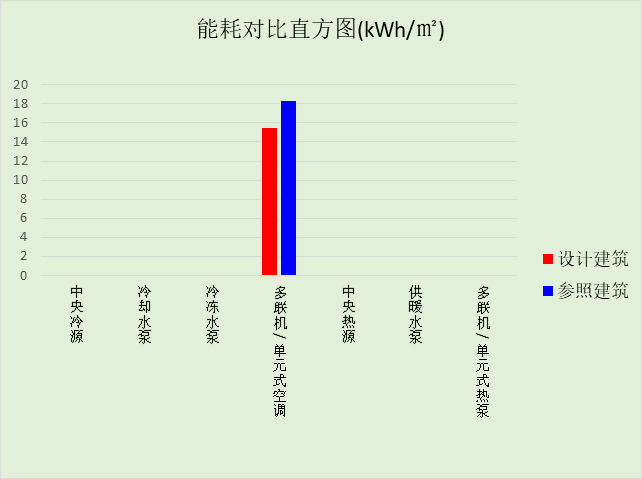 能耗对比直方图(kWh/㎡)
20
18
16
14
12
10
8
6
4
2
0
中央冷源
冷却水泵
冷冻水泵
多联机/单元式空调
中央热源
供暖水泵
多联机/单元式热泵
设计建筑
参照建筑